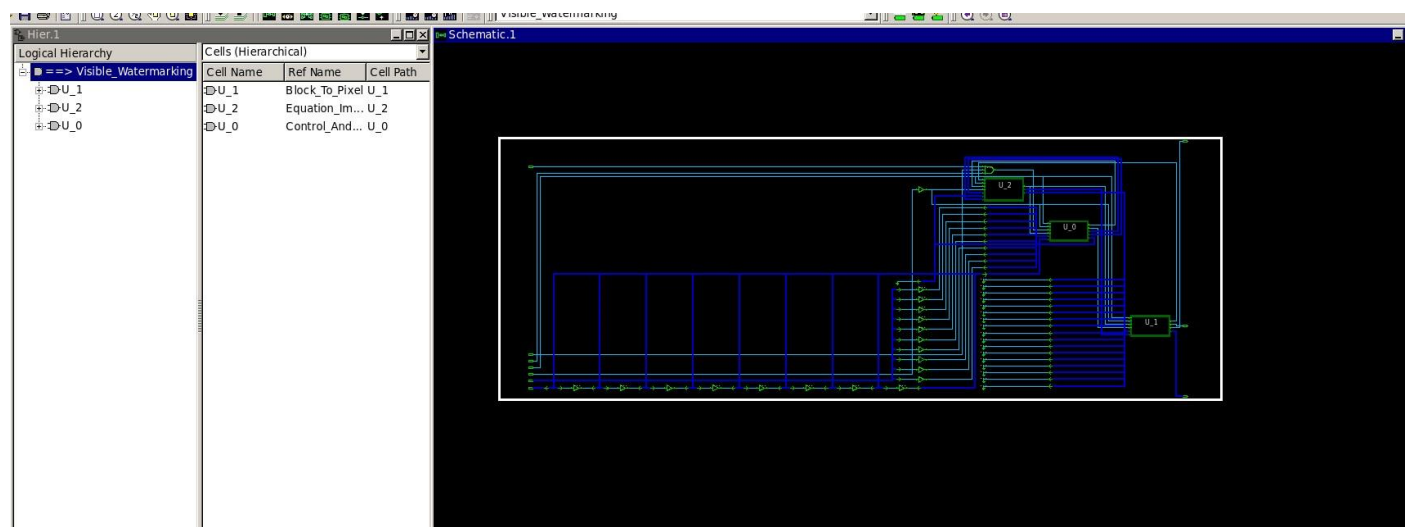 Visible_Watermarking
Hier.1
Schematic.1
Logical Hierarchy
Cells (Hierarchical)
==> Visible_Watermarking
U_1
U_2
U_0
Cell Name Ref Name Cell Path
U_1 Block_To_Pixel U_1
U_2 Equation_Im... U_2
U_0 Control_And... U_0
U_2
U_0
U_1